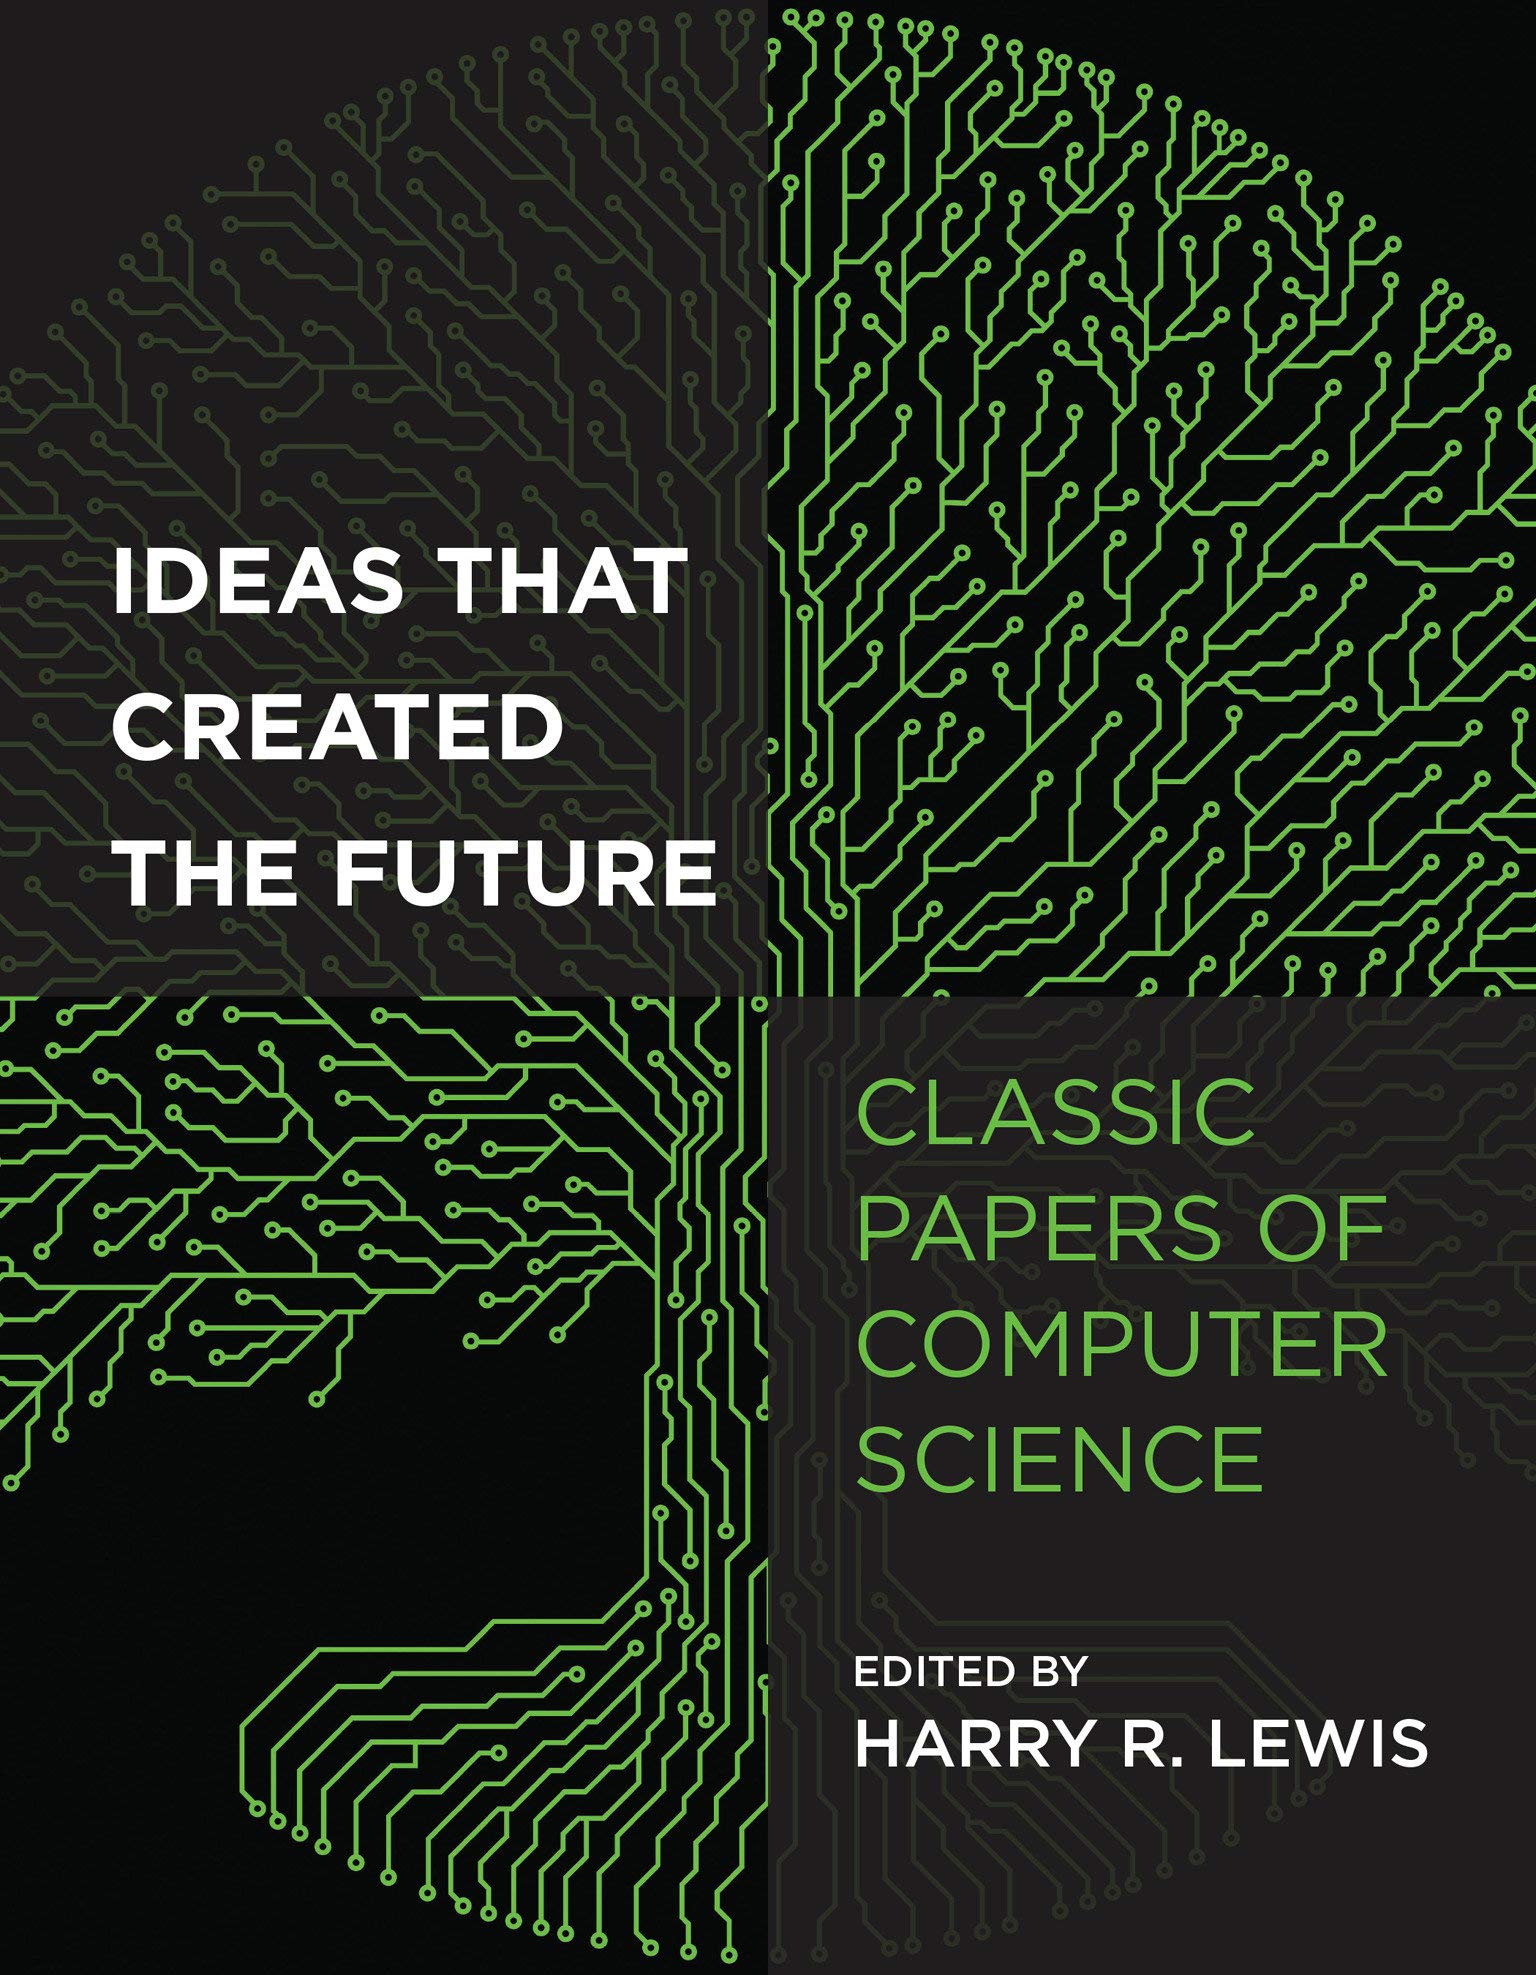 IDEAS THAT
CREATED
THE FUTURE
CLASSIC
PAPERS OF
COMPUTER
SCIENCE
EDITED BY
HARRY R. LEWIS